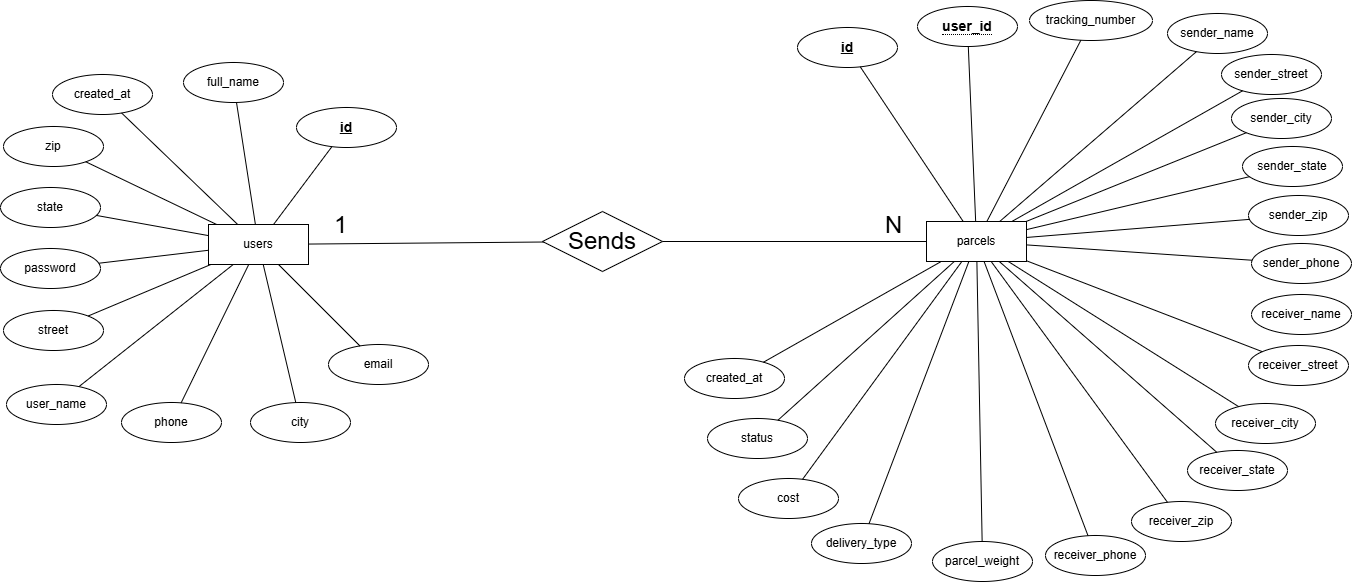 tracking_number
user_id
sender_name
id
sender_street
full_name
created_at
sender_city
id
zip
sender_state
state
sender_zip
1
N
users
Sends
parcels
sender_phone
password
receiver_name
street
email
receiver_street
created_at
user_name
phone
city
receiver_city
status
receiver_state
cost
receiver_zip
delivery_type
receiver_phone
parcel_weight